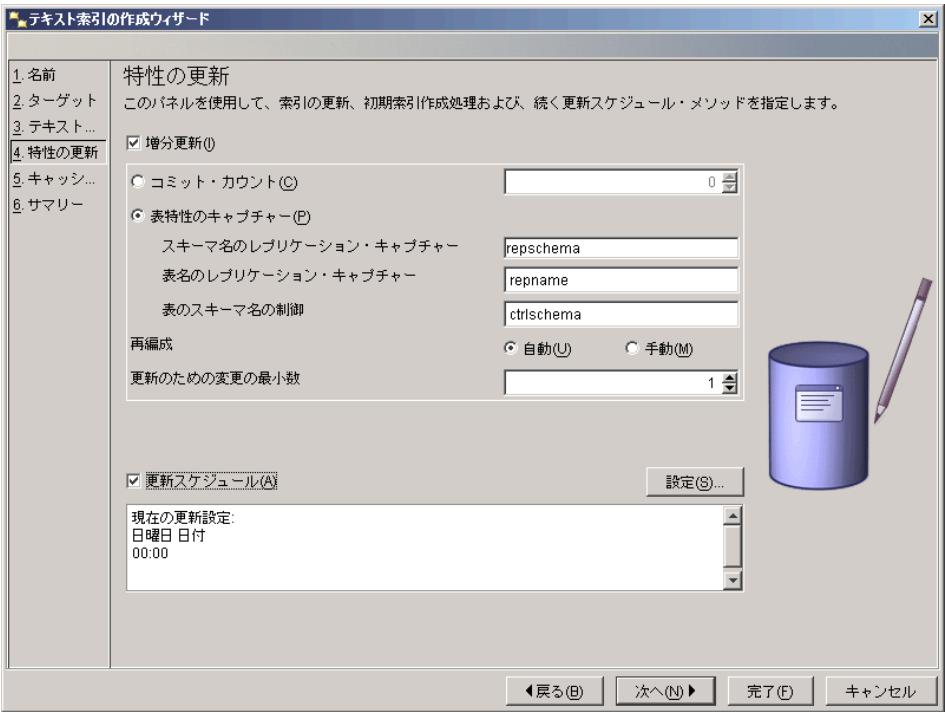 テキスト索引の作成ウィザード
1. 名前
2. ターゲット
3. テキスト...
4. 特性の更新
5. キャッシ...
6. サマリー
特性の更新
このパネルを使用して、索引の更新、初期索引作成処理および、続く更新スケジュール・メソッドを指定します。
増分更新(I)
コミット・カウント(C) 0
表特性のキャプチャー(P)
スキーマ名のレプリケーション・キャプチャー repschema
表名のレプリケーション・キャプチャー repname
表のスキーマ名の制御 ctrlschema
再編成 自動(U) 手動(M)
更新のための変更の最小数 1
更新スケジュール(A) 設定(S)...
現在の更新設定:
日曜日 日付
00:00
戻る(B) 次へ(N) 完了(F) キャンセル